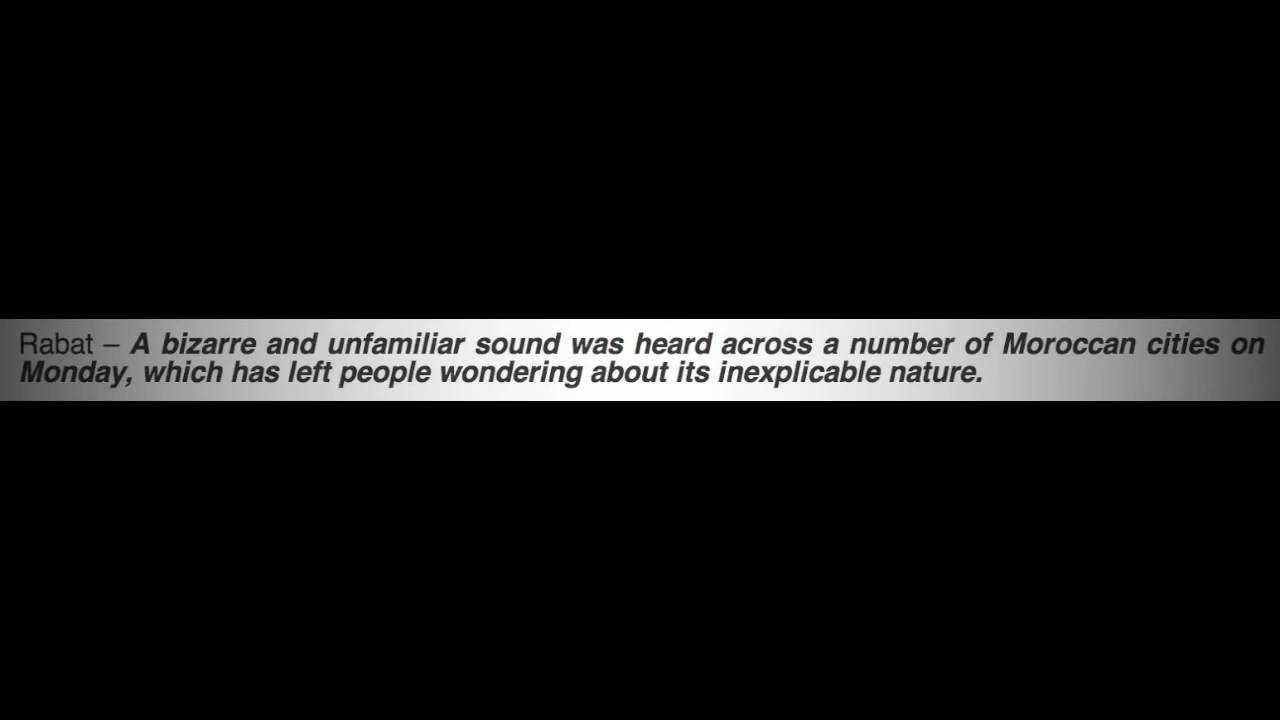 Rabat – A bizarre and unfamiliar sound was heard across a number of Moroccan cities on
Monday, which has left people wondering about its inexplicable nature.